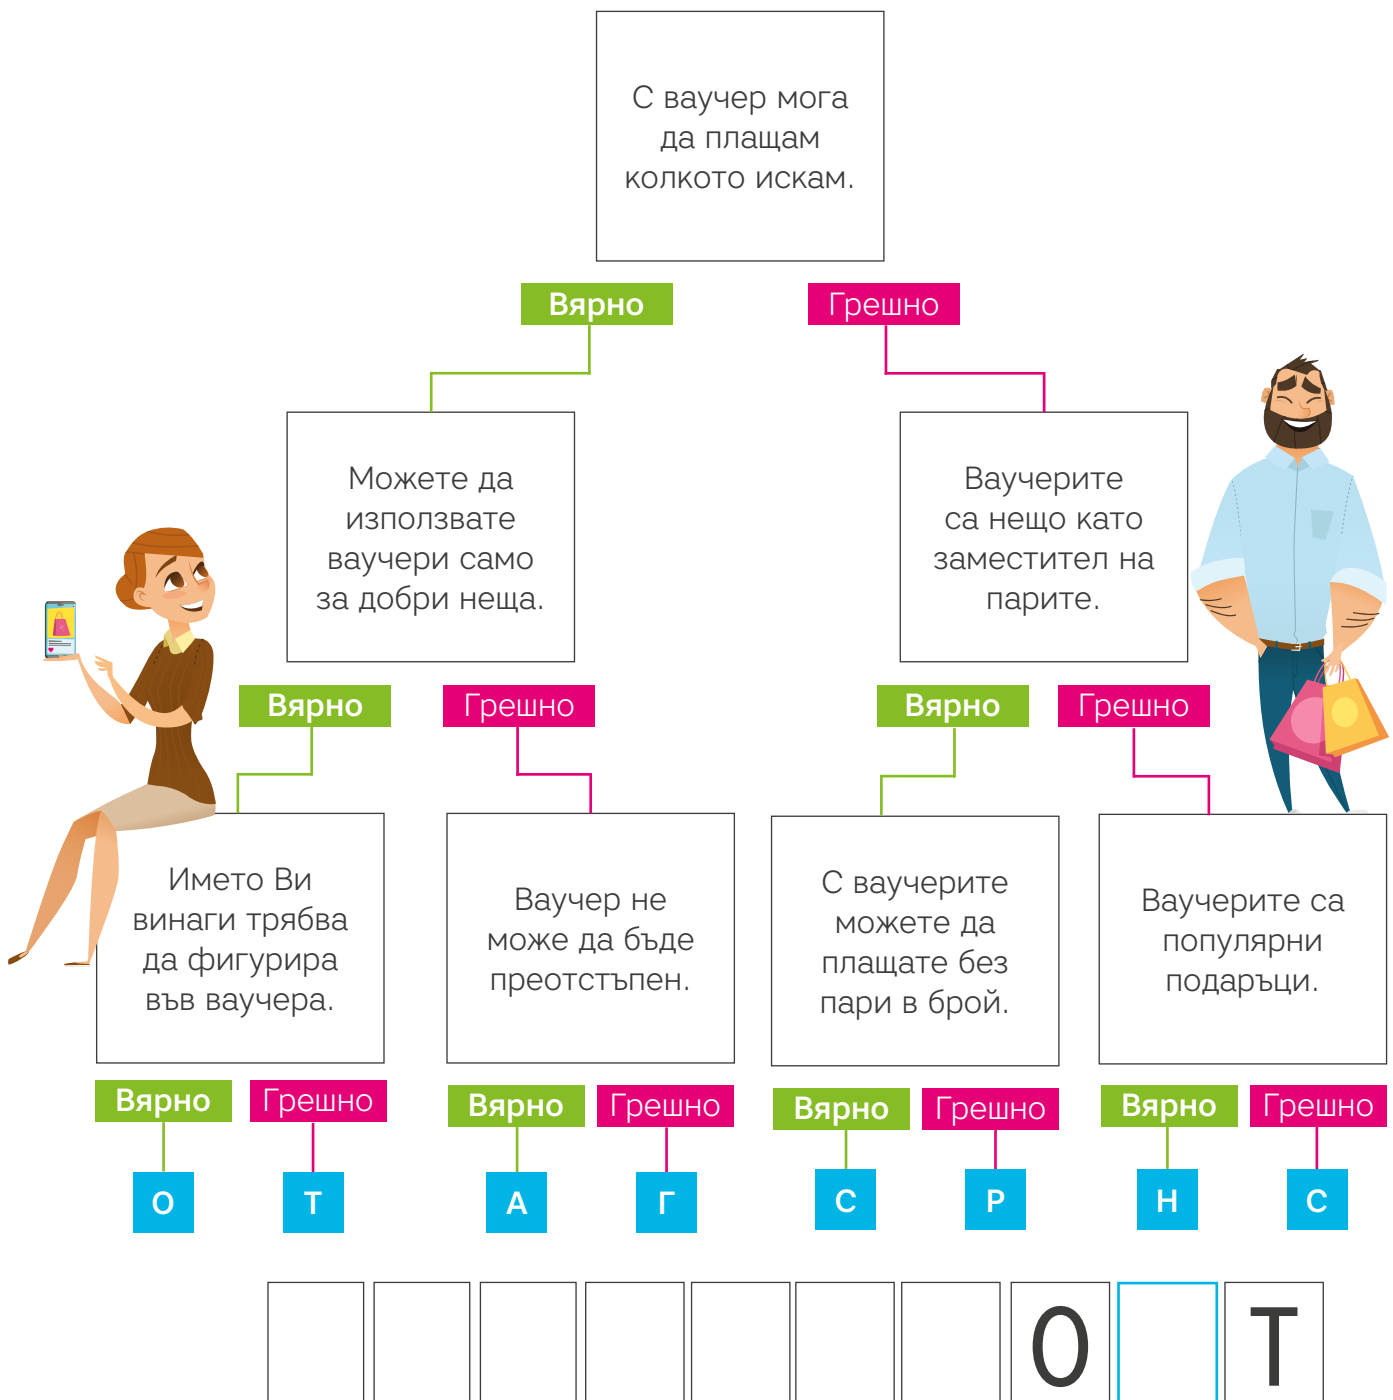 С ваучер мога
да плащам
колкото искам.
Вярно
Грешно
Можете да
използвате
ваучери само
за добри неща.
Ваучерите
са нещо като
заместител на
парите.
Вярно
Грешно
Вярно
Грешно
Името Ви
винаги трябва
да фигурира
във ваучера.
Ваучер не
може да бъде
преотстъпен.
С ваучерите
можете да
плащате без
пари в брой.
Ваучерите са
популярни
подаръци.
Вярно
Грешно
Вярно
Грешно
Вярно
Грешно
Вярно
Грешно
О
Т
А
Г
С
Р
Н
С
О
Т